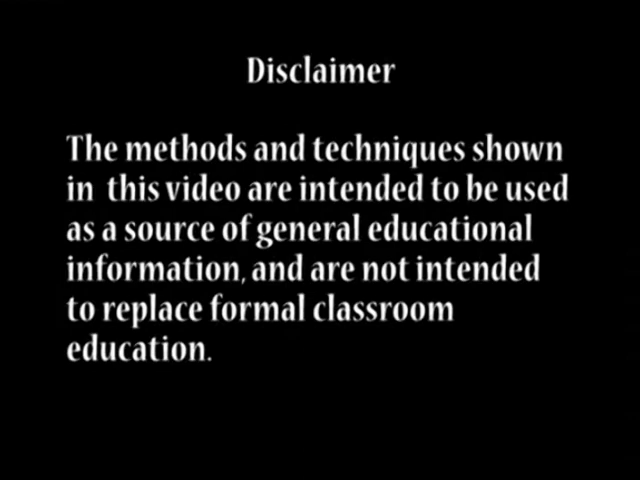 Disclaimer
The methods and techniques shown
in this video are intended to be used
as a source of general educational
information, and are not intended
to replace formal classroom
education.